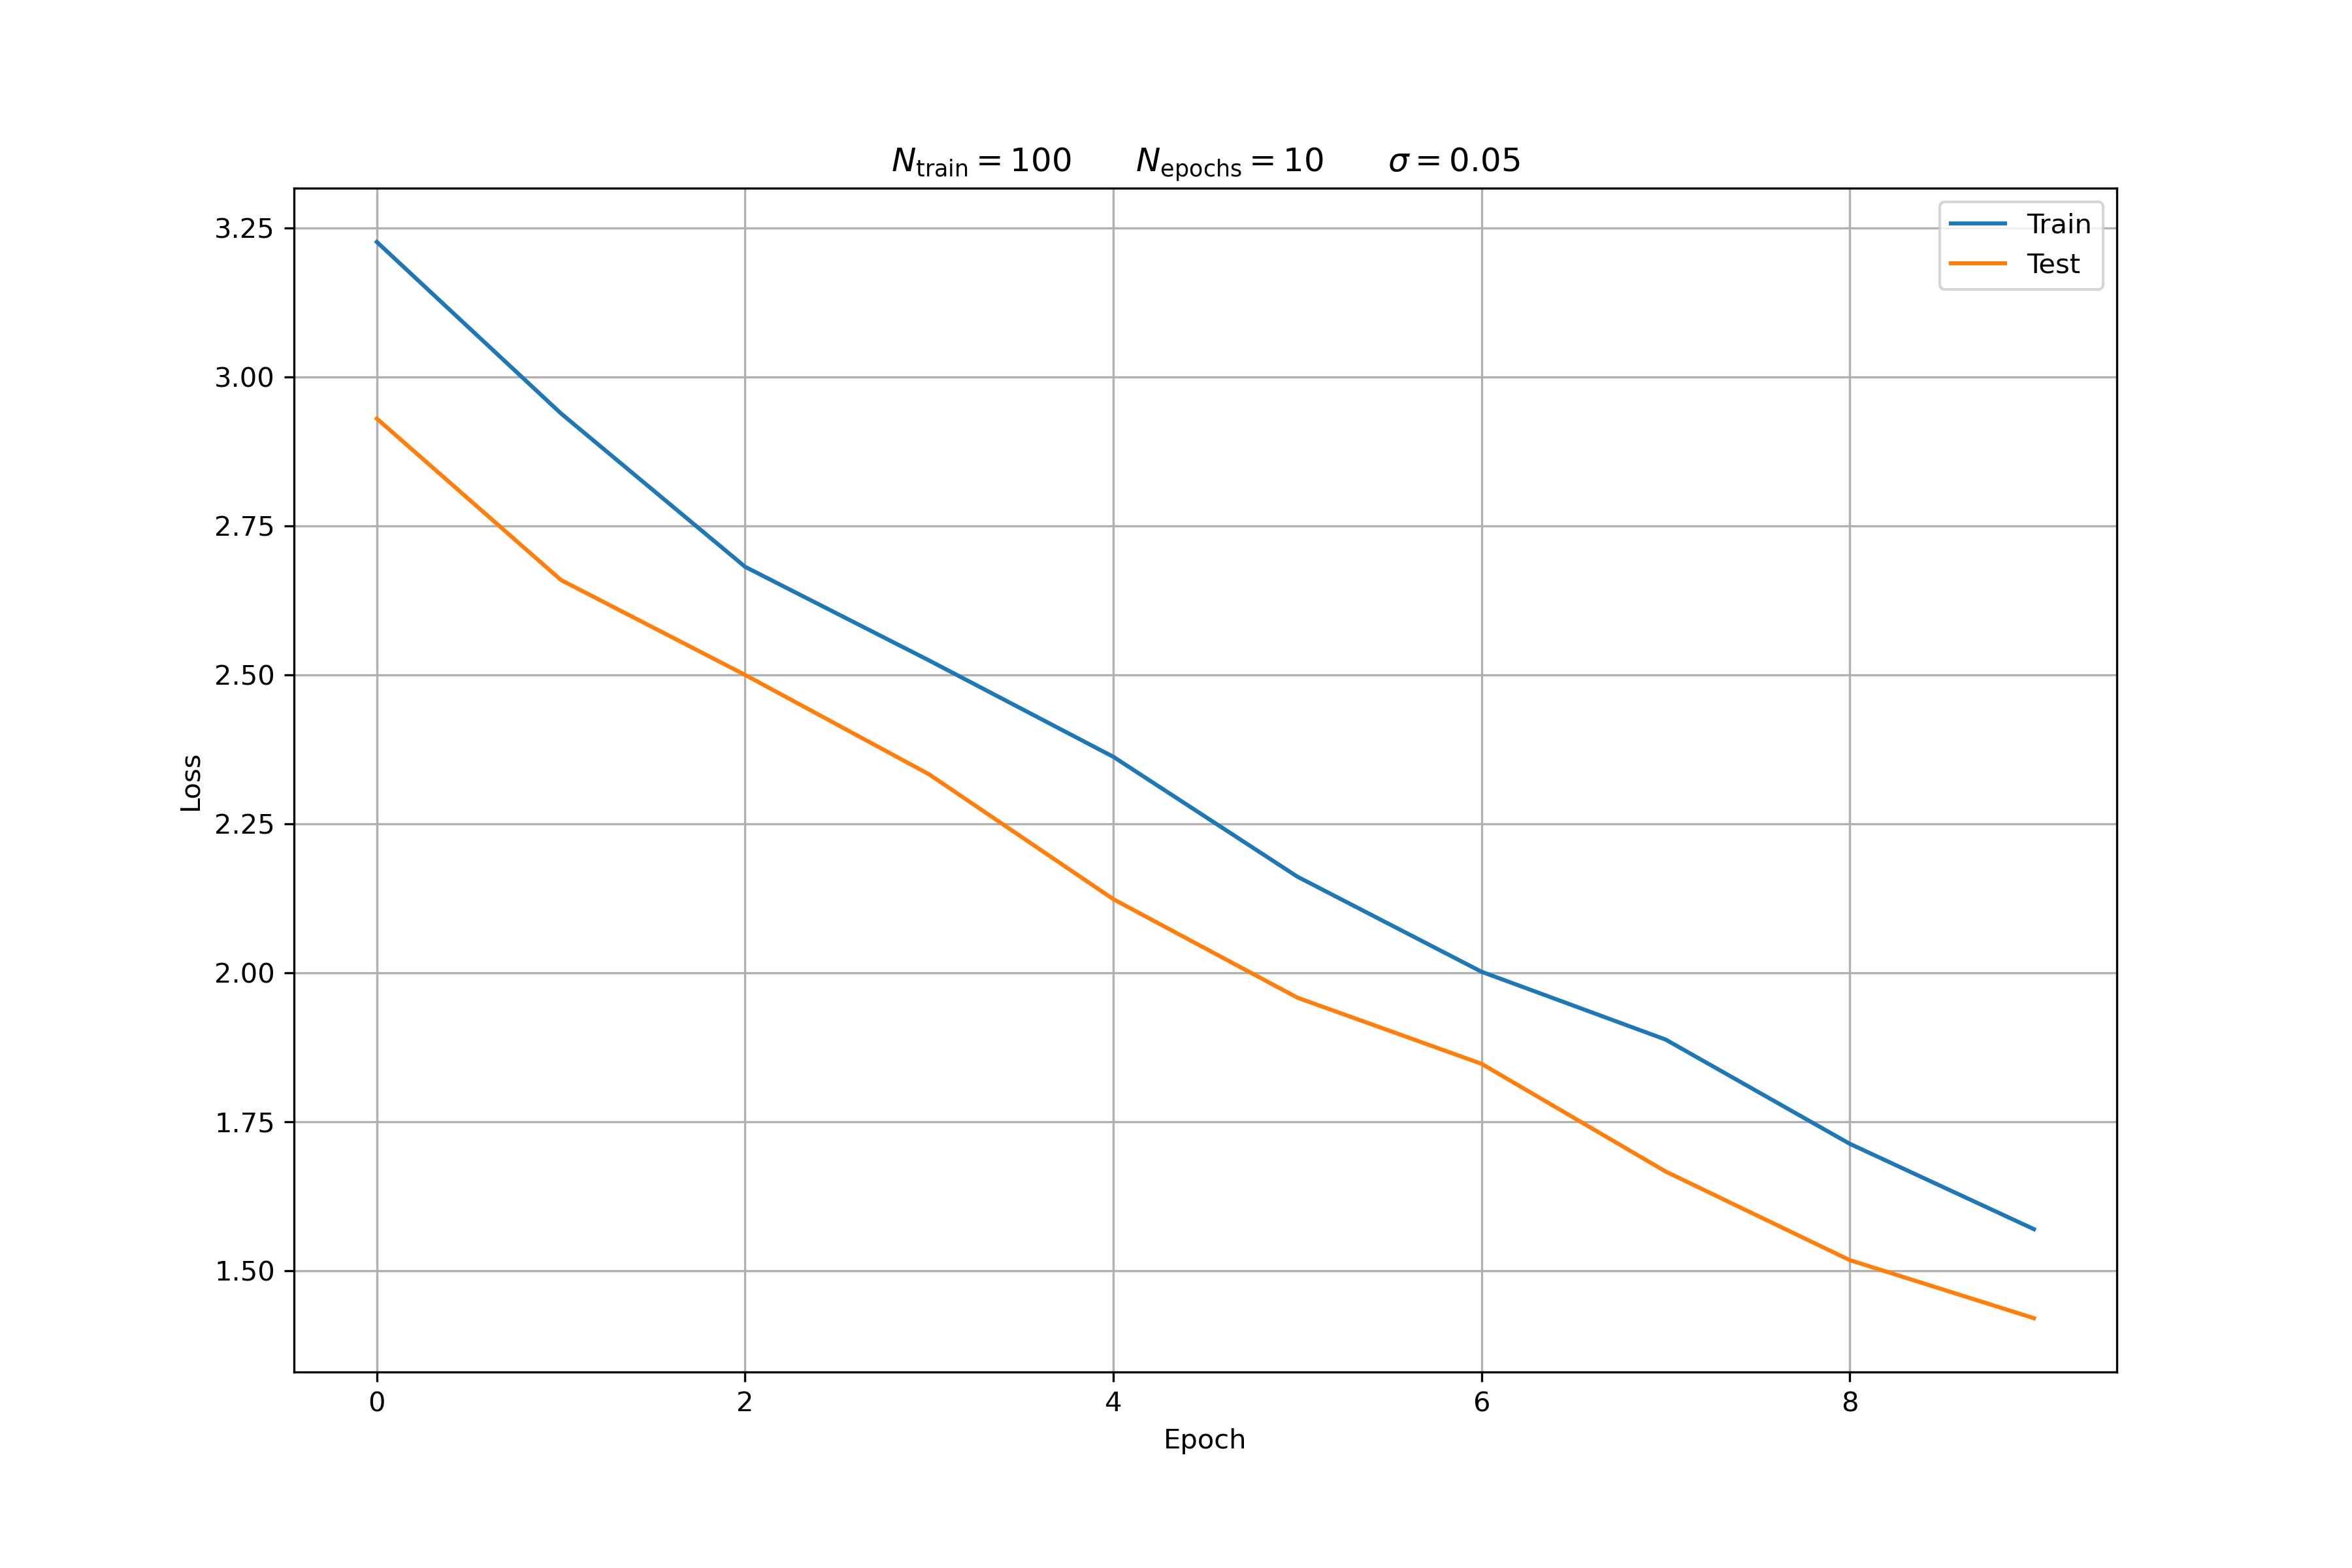 N_train = 100 N_epochs = 10 σ = 0.05
Train
Test
3.25
3.00
2.75
2.50
2.25
2.00
1.75
1.50
Loss
0 2 4 6 8
Epoch